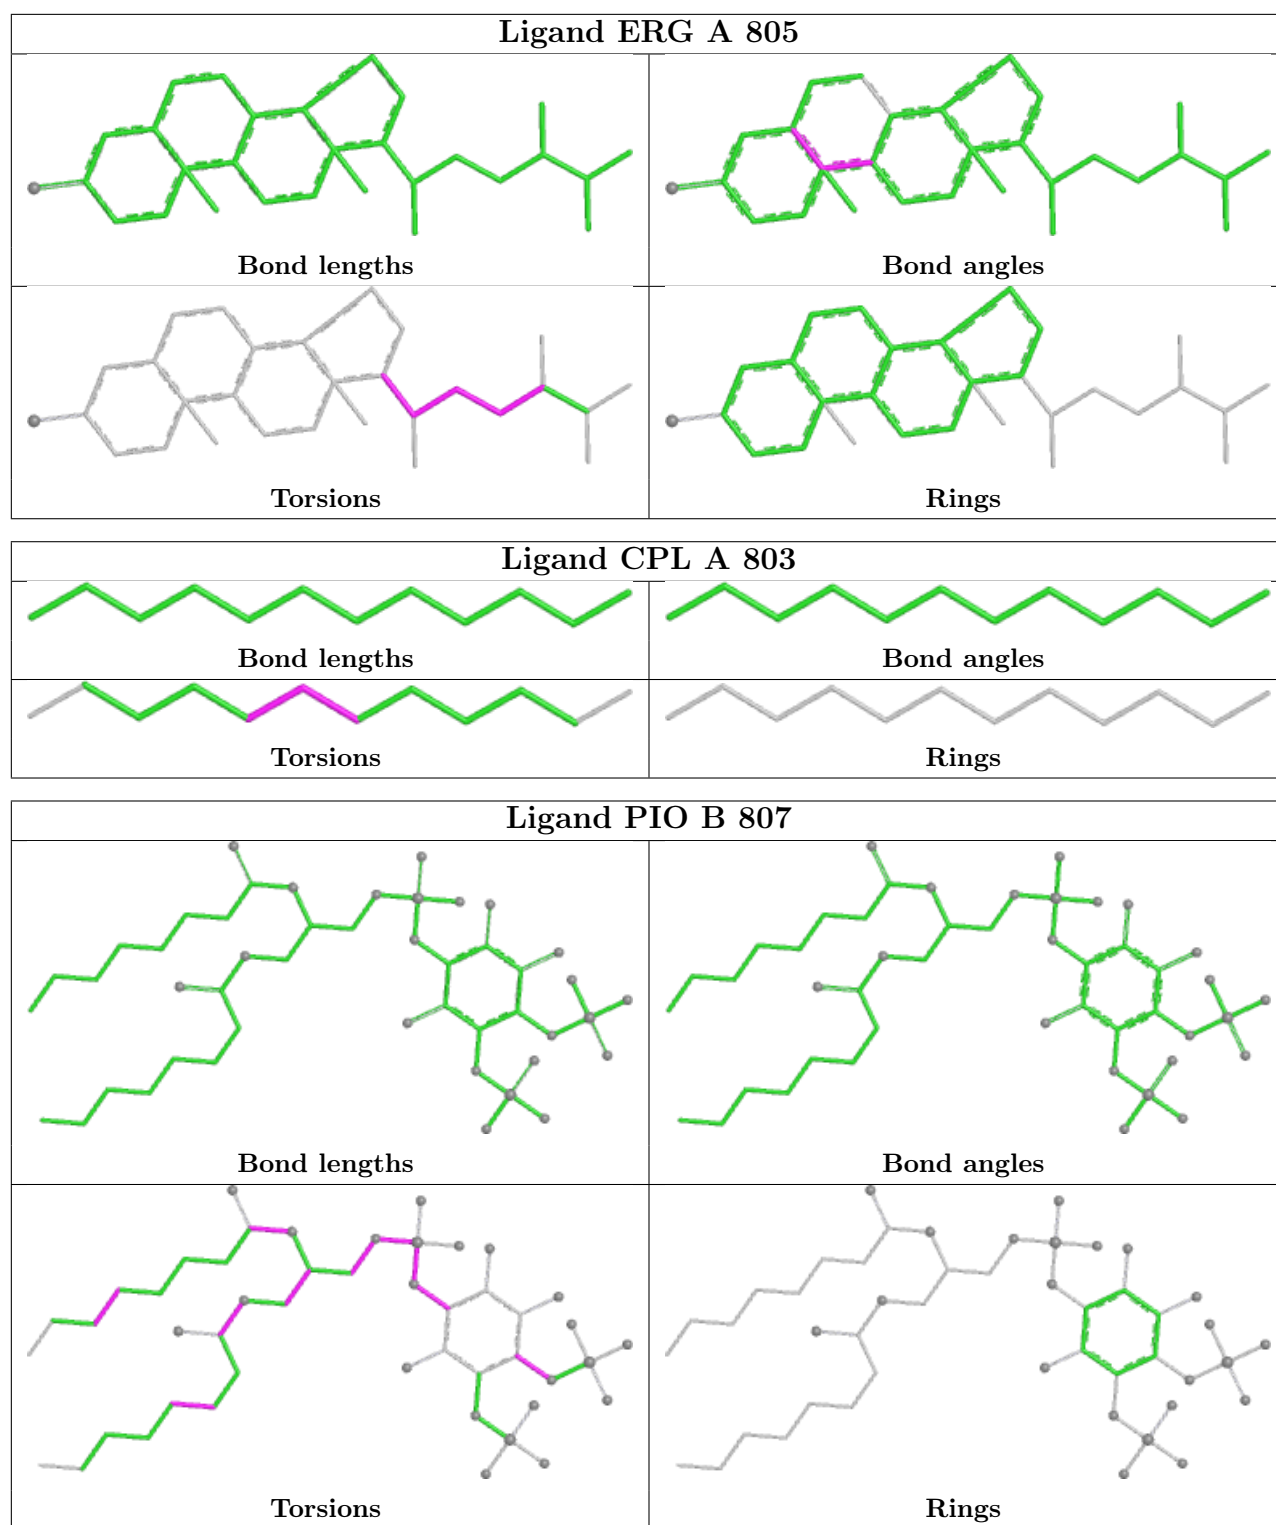 Ligand ERG A 805
Bond lengths
Bond angles
Torsions
Rings
Ligand CPL A 803
Bond lengths
Bond angles
Torsions
Rings
Ligand PIO B 807
Bond lengths
Bond angles
Torsions
Rings